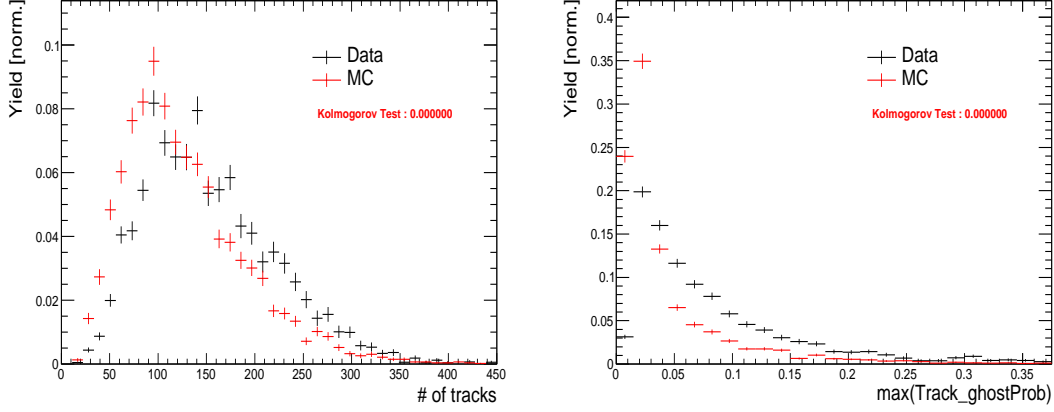 Yield [norm.]
0.1
0.08
0.06
0.04
0.02
0
Data
MC
Kolmogorov Test : 0.000000
0 50 100 150 200 250 300 350 400 450
# of tracks
Yield [norm.]
0.4
0.35
0.3
0.25
0.2
0.15
0.1
0.05
0
Data
MC
Kolmogorov Test : 0.000000
0 0.05 0.1 0.15 0.2 0.25 0.3 0.35
max(Track_ghostProb)